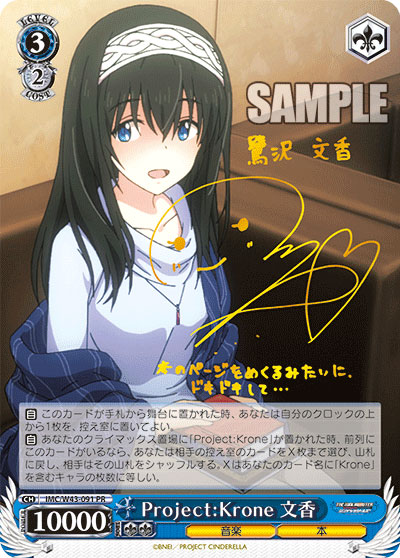 LEVEL
3
2
COST
SAMPLE
鷺沢 文香
本のページをめくるみたいに、
ドキドキして…
自 このカードが手札から舞台に置かれた時、あなたは自分のクロックの上
から1枚を、控え室に置いてよい。
自 あなたのクライマックス置場に「Project:Krone」が置かれた時、前列に
このカードがいるなら、あなたは相手の控え室のカードをX枚まで選び、山札
に戻し、相手はその山札をシャッフルする。Xはあなたのカード名に「Krone」
を含むキャラの枚数に等しい。
CH IMC/W43-091 PR
10000
Project:Krone 文香
音楽 本
©BNEI／PROJECT CINDERELLA